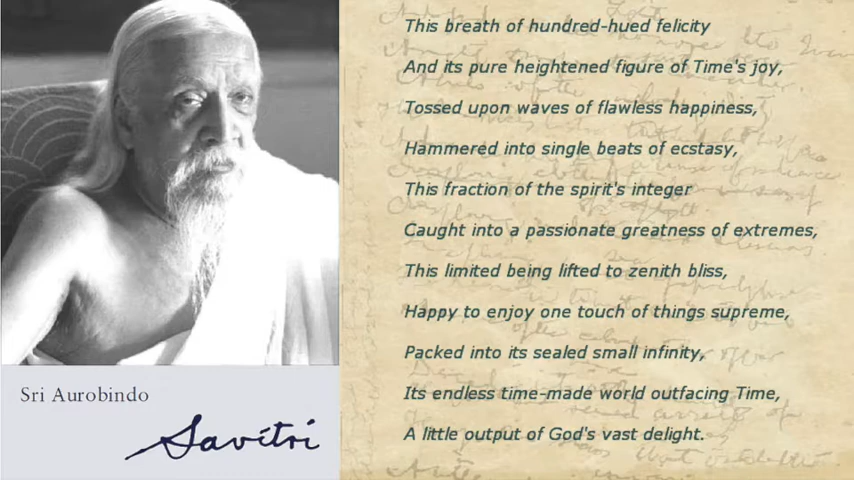 This breath of hundred-hued felicity
And its pure heightened figure of Time's joy,
Tossed upon waves of flawless happiness,
Hammered into single beats of ecstasy,
This fraction of the spirit's integer
Caught into a passionate greatness of extremes,
This limited being lifted to zenith bliss,
Happy to enjoy one touch of things supreme,
Packed into its sealed small infinity,
Its endless time-made world outfacing Time,
A little output of God's vast delight.
Sri Aurobindo
Savitri